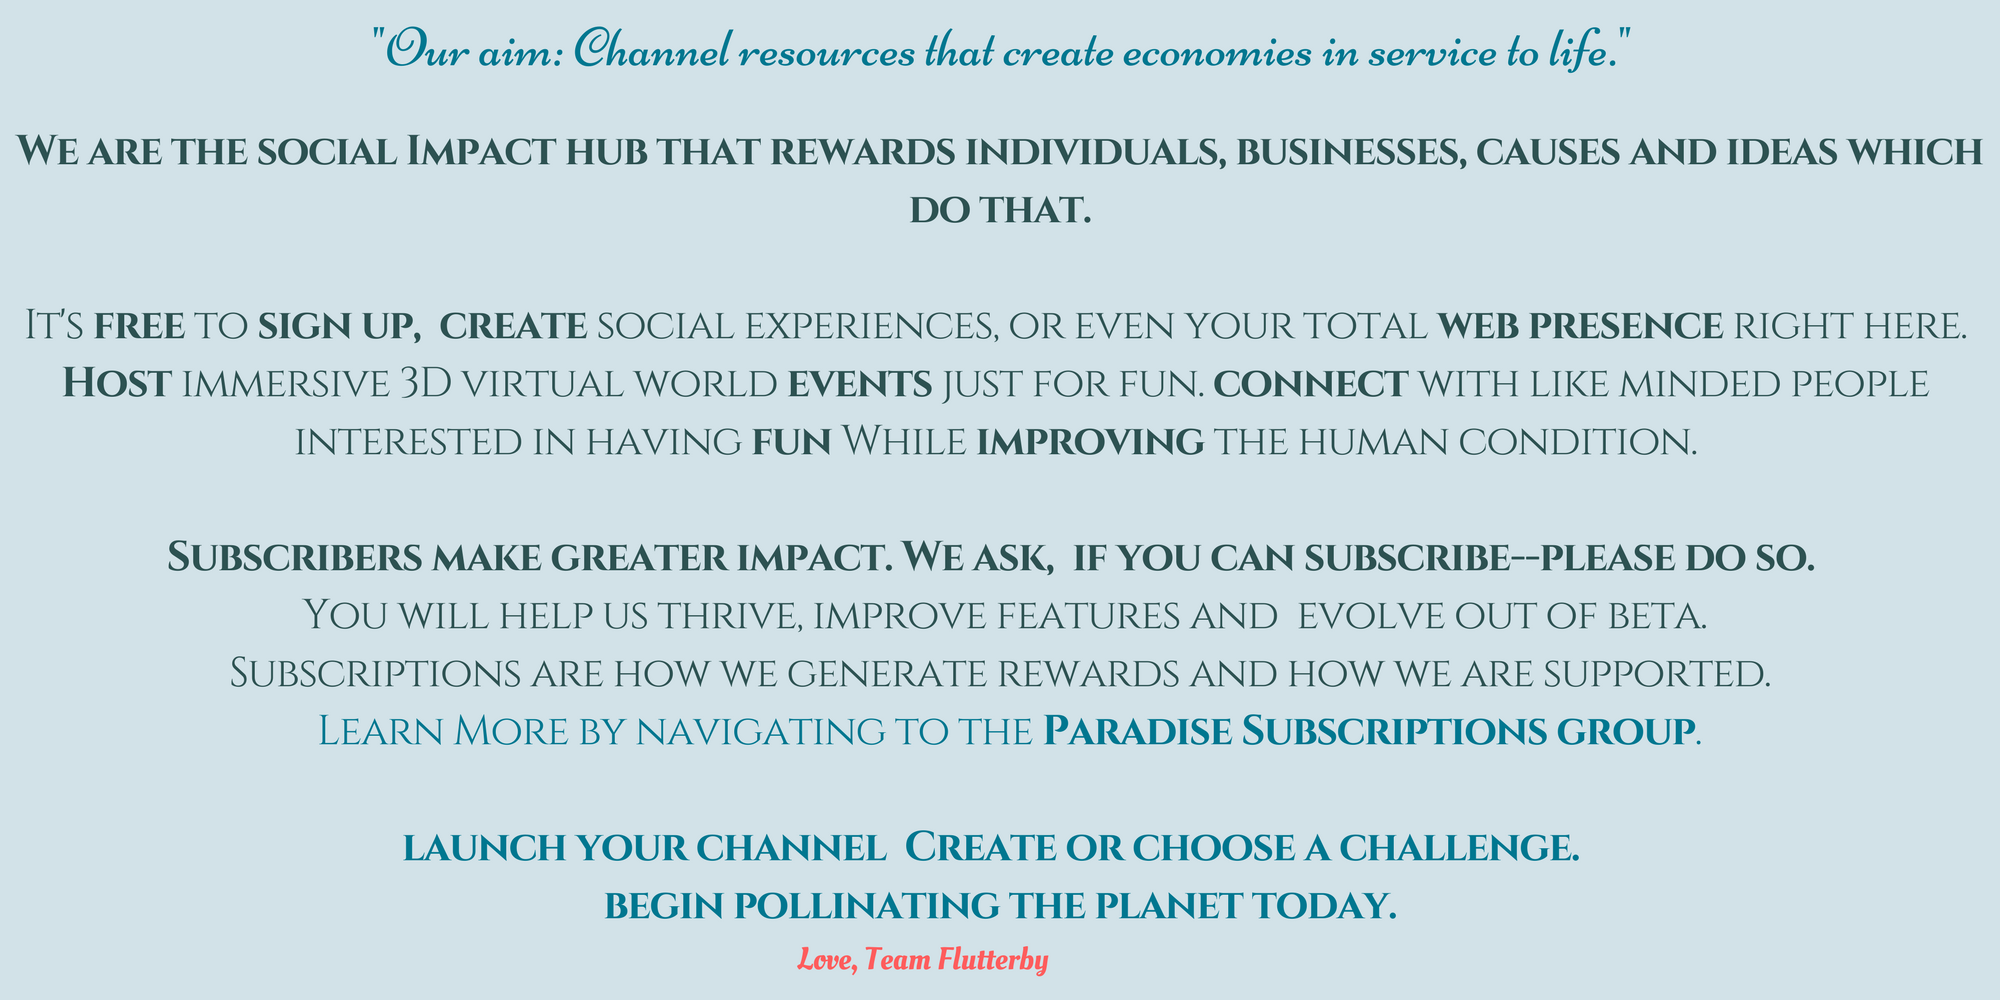 "Our aim: Channel resources that create economies in service to life."
We are the social Impact hub that rewards individuals, businesses, causes and ideas which
do that.
It's free to sign up, create social experiences, or even your total web presence right here.
Host immersive 3D virtual world events just for fun. connect with like minded people
interested in having fun While improving the human condition.
Subscribers make greater impact. We ask, if you can subscribe--please do so.
You will help us thrive, improve features and evolve out of beta.
Subscriptions are how we generate rewards and how we are supported.
Learn More by navigating to the Paradise Subscriptions group.
launch your channel Create or choose a challenge.
begin pollinating the planet today.
Love, Team Flutterby